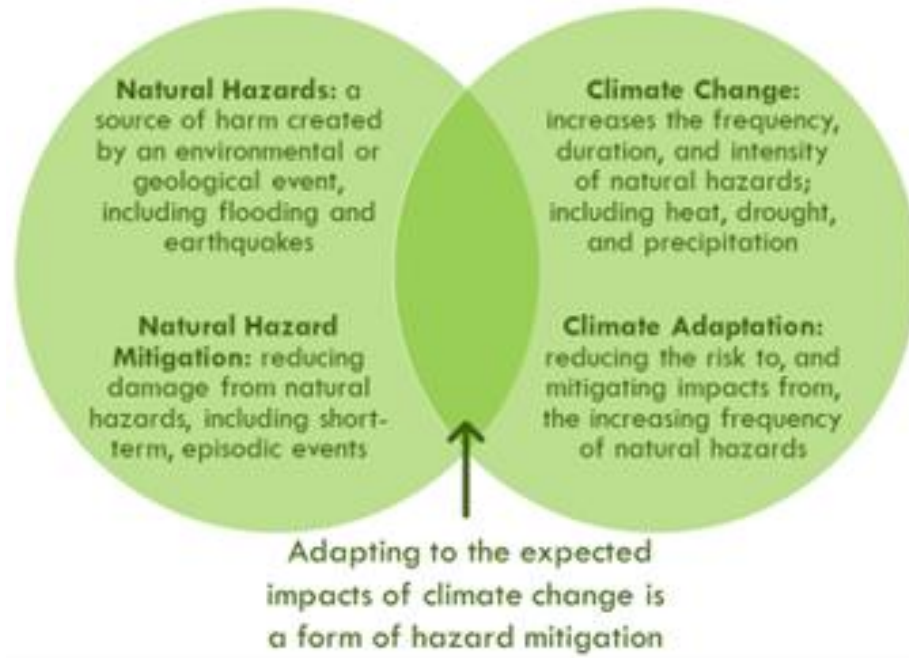 Natural Hazards: a
source of harm created
by an environmental or
geological event,
including flooding and
earthquakes
Natural Hazard
Mitigation: reducing
damage from natural
hazards, including short-
term, episodic events
Climate Change:
increases the frequency,
duration, and intensity
of natural hazards;
including heat, drought,
and precipitation
Climate Adaptation:
reducing the risk to, and
mitigating impacts from,
the increasing frequency
of natural hazards
Adapting to the expected
impacts of climate change is
a form of hazard mitigation